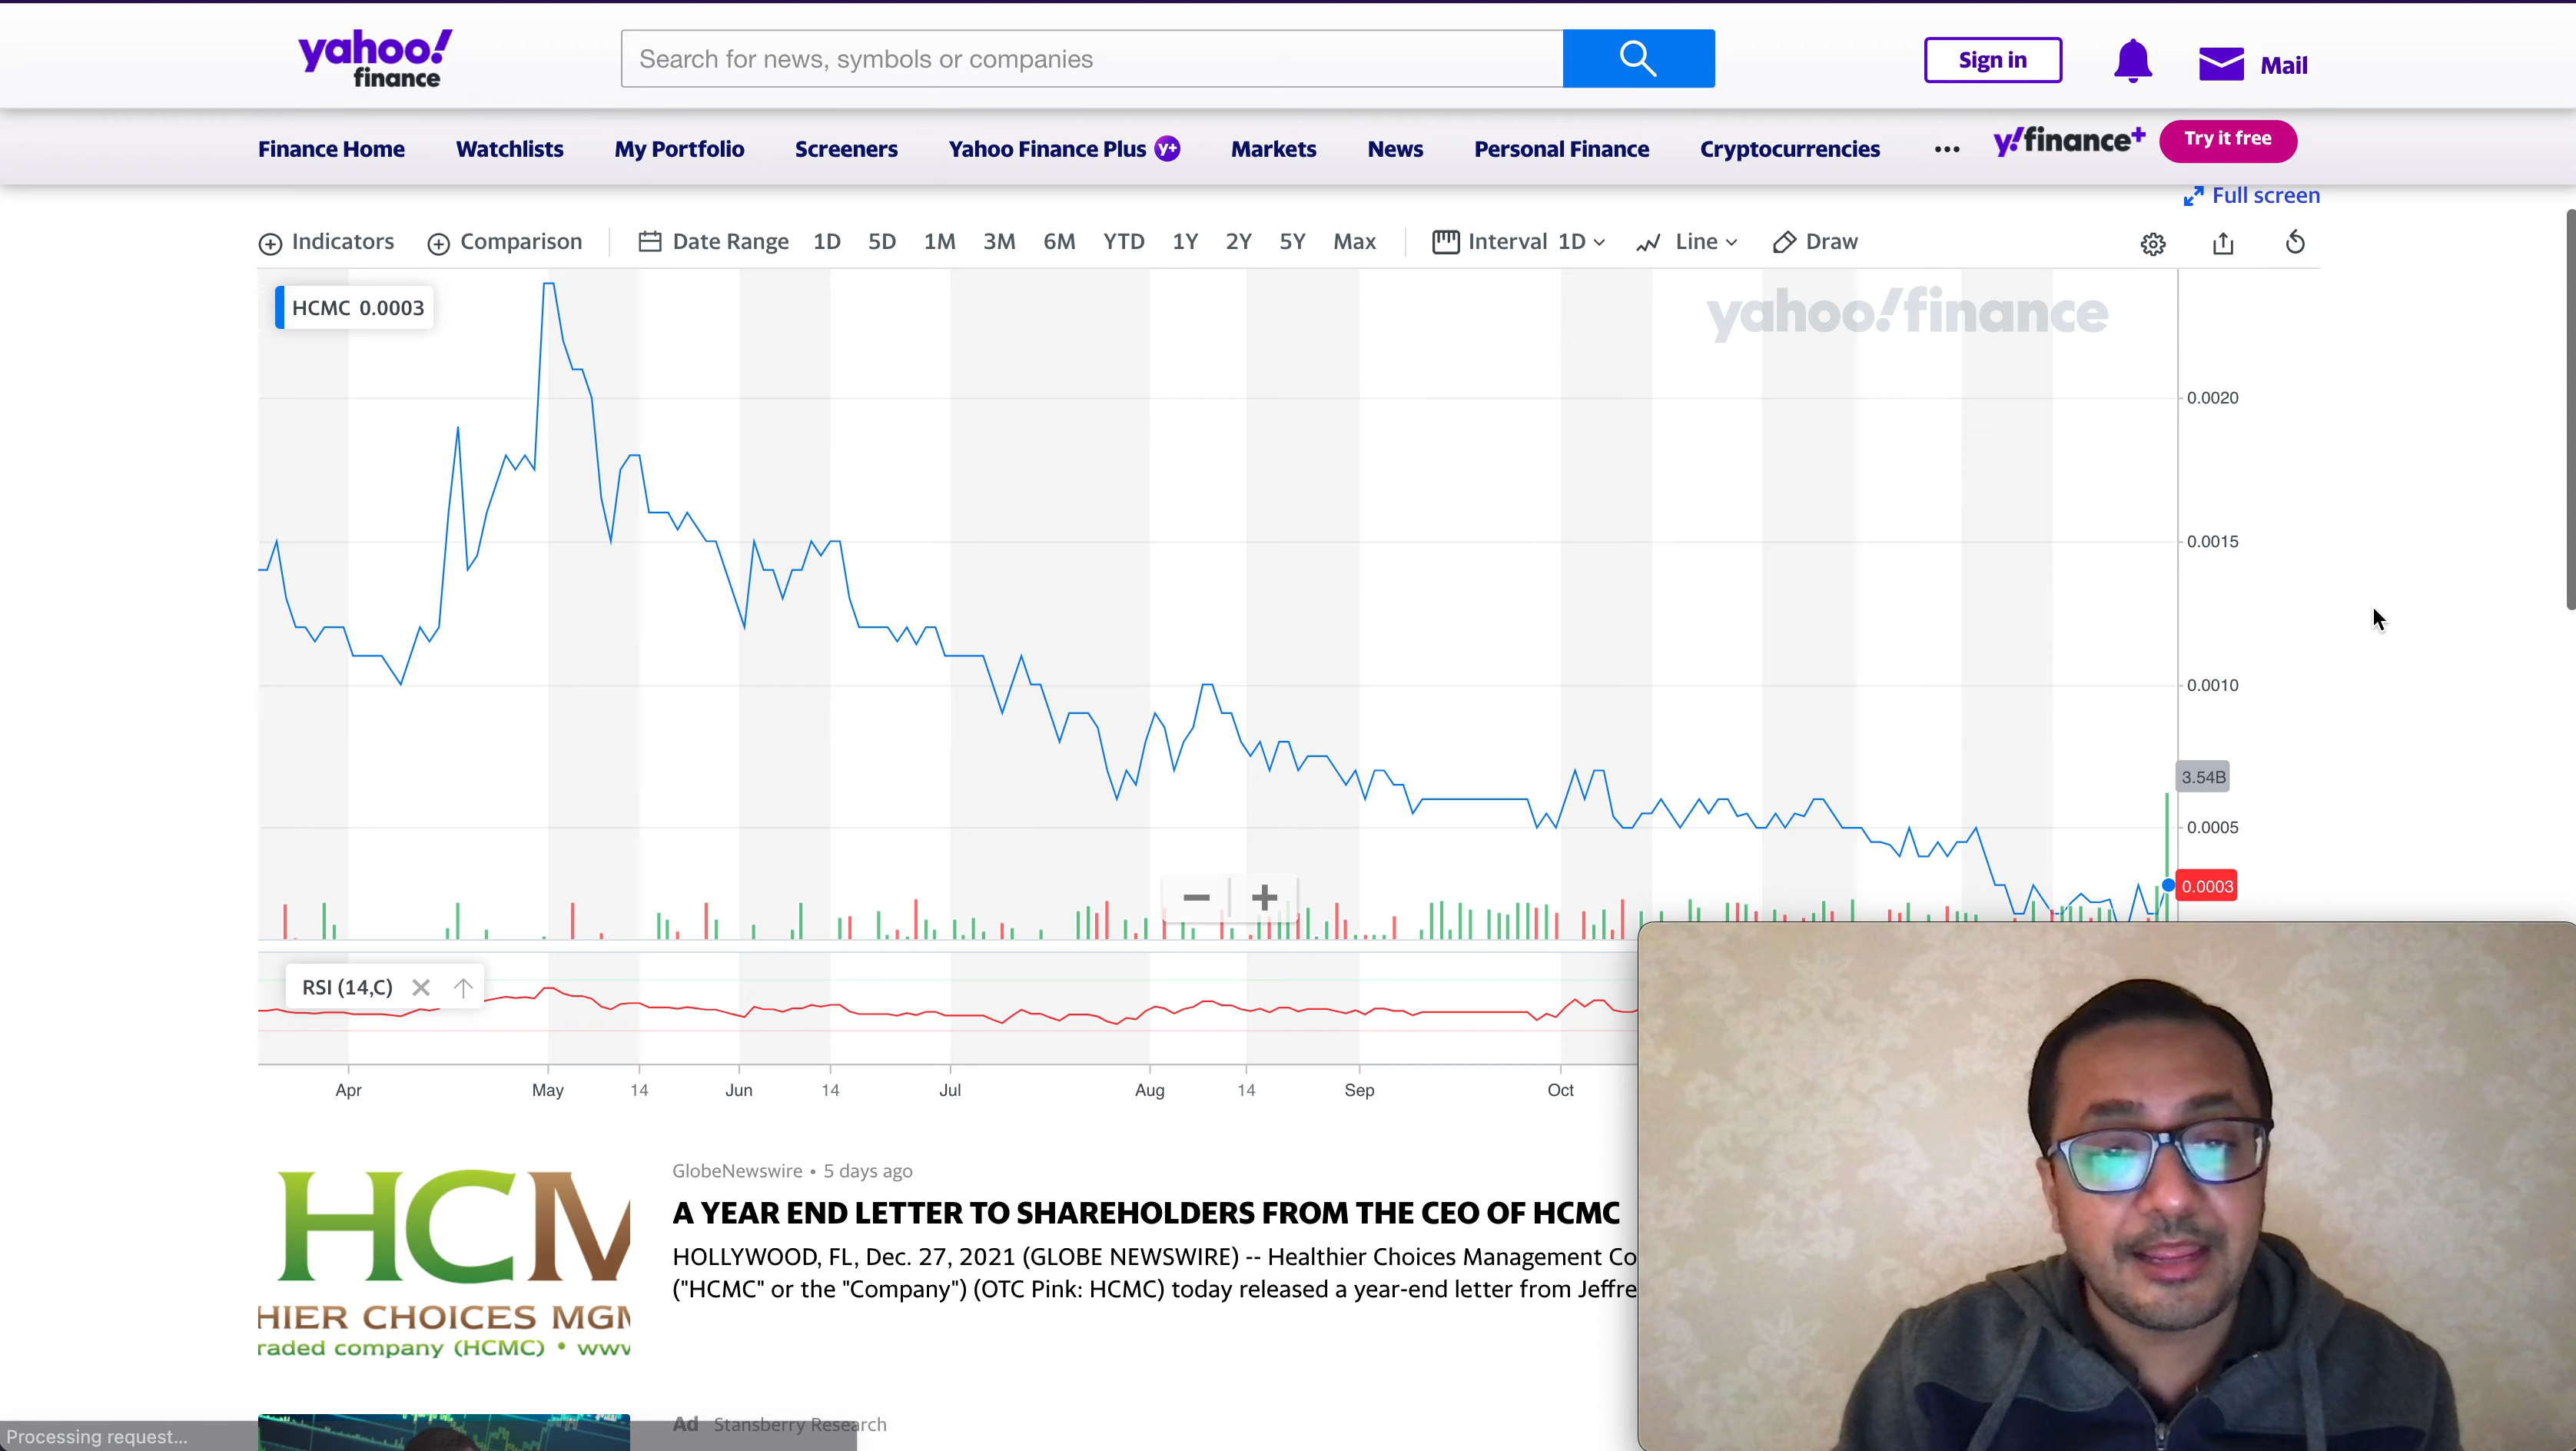 yahoo!
finance
Search for news, symbols or companies
Sign in
Mail
Finance Home Watchlists My Portfolio Screeners Yahoo Finance Plus y+ Markets News Personal Finance Cryptocurrencies ••• y!finance+ Try it free
Full screen
Indicators Comparison Date Range 1D 5D 1M 3M 6M YTD 1Y 2Y 5Y Max Interval 1D Line Draw
HCMC 0.0003
yahoo!finance
0.0020
0.0015
0.0010
3.54B
0.0005
0.0003
RSI (14,C)
Apr May 14 Jun 14 Jul Aug 14 Sep Oct
HCM
HIER CHOICES MGM
raded company (HCMC) • www
GlobeNewswire • 5 days ago
A YEAR END LETTER TO SHAREHOLDERS FROM THE CEO OF HCMC
HOLLYWOOD, FL, Dec. 27, 2021 (GLOBE NEWSWIRE) -- Healthier Choices Management Co
("HCMC" or the "Company") (OTC Pink: HCMC) today released a year-end letter from Jeffre
Ad Stansberry Research
Processing request...